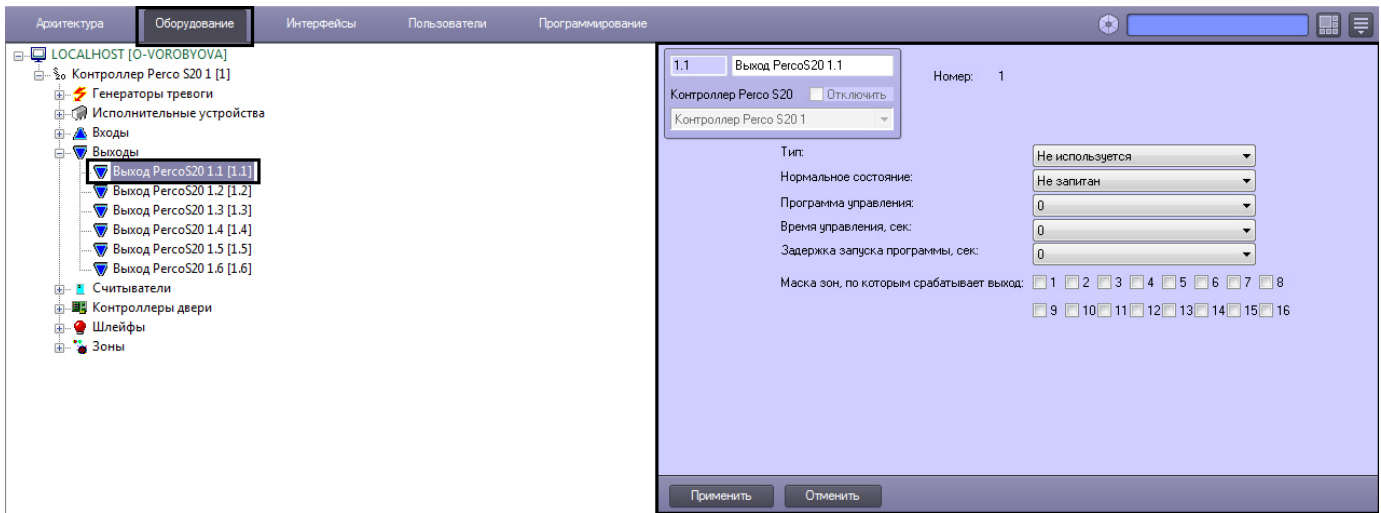 Архитектура Оборудование Интерфейсы Пользователи Программирование
LOCALHOST [O-VOROBYOVA]
Контроллер Perco S20 1 [1]
Генераторы тревоги
Исполнительные устройства
Входы
Выходы
Выход PercoS20 1.1 [1.1]
Выход PercoS20 1.2 [1.2]
Выход PercoS20 1.3 [1.3]
Выход PercoS20 1.4 [1.4]
Выход PercoS20 1.5 [1.5]
Выход PercoS20 1.6 [1.6]
Считыватели
Контроллеры двери
Шлейфы
Зоны
1.1 Выход PercoS20 1.1
Номер: 1
Контроллер Perco S20 Отключить
Контроллер Perco S20 1
Тип: Не используется
Нормальное состояние: Не запитан
Программа управления: 0
Время управления, сек: 0
Задержка запуска программы, сек: 0
Маска зон, по которым срабатывает выход: 1 2 3 4 5 6 7 8
9 10 11 12 13 14 15 16
Применить Отменить